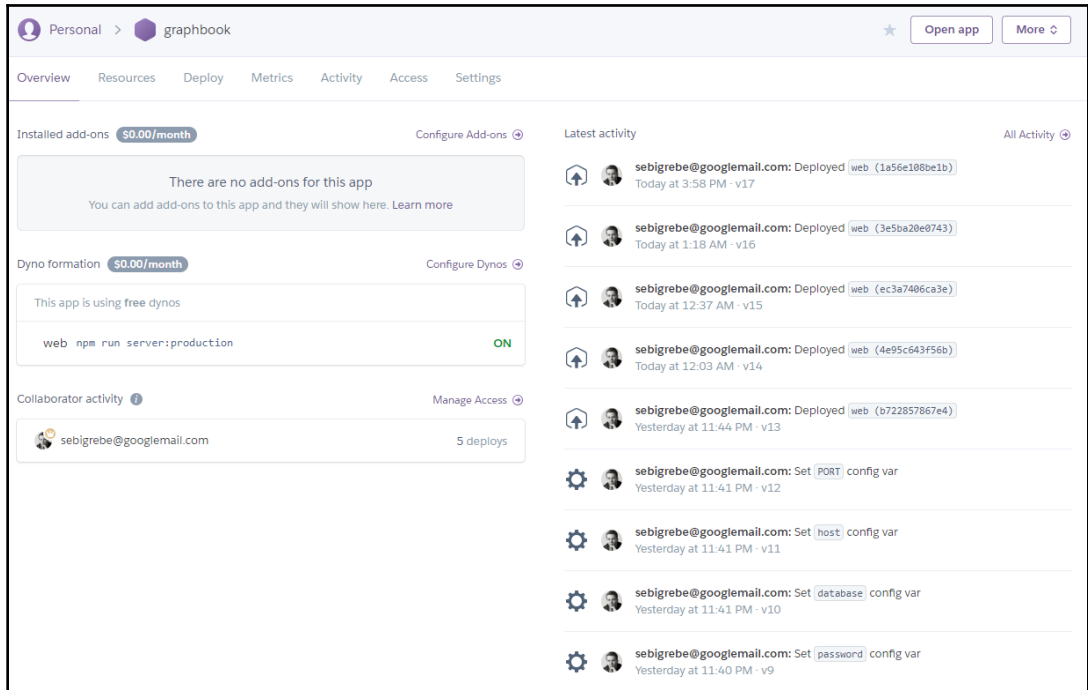 Personal > graphbook
Open app
More
Overview Resources Deploy Metrics Activity Access Settings
Installed add-ons $0.00/month Configure Add-ons
There are no add-ons for this app
You can add add-ons to this app and they will show here. Learn more
Dyno formation $0.00/month Configure Dynos
This app is using free dynos
web npm run server:production ON
Collaborator activity i Manage Access
sebigrebe@googlemail.com 5 deploys
Latest activity All Activity
sebigrebe@googlemail.com: Deployed web (1a56e108be1b)
Today at 3:58 PM · v17
sebigrebe@googlemail.com: Deployed web (3e5ba20e0743)
Today at 1:18 AM · v16
sebigrebe@googlemail.com: Deployed web (ec3a7406ca3e)
Today at 12:37 AM · v15
sebigrebe@googlemail.com: Deployed web (4e95c643f56b)
Today at 12:03 AM · v14
sebigrebe@googlemail.com: Deployed web (b722857867e4)
Yesterday at 11:44 PM · v13
sebigrebe@googlemail.com: Set PORT config var
Yesterday at 11:41 PM · v12
sebigrebe@googlemail.com: Set host config var
Yesterday at 11:41 PM · v11
sebigrebe@googlemail.com: Set database config var
Yesterday at 11:41 PM · v10
sebigrebe@googlemail.com: Set password config var
Yesterday at 11:40 PM · v9